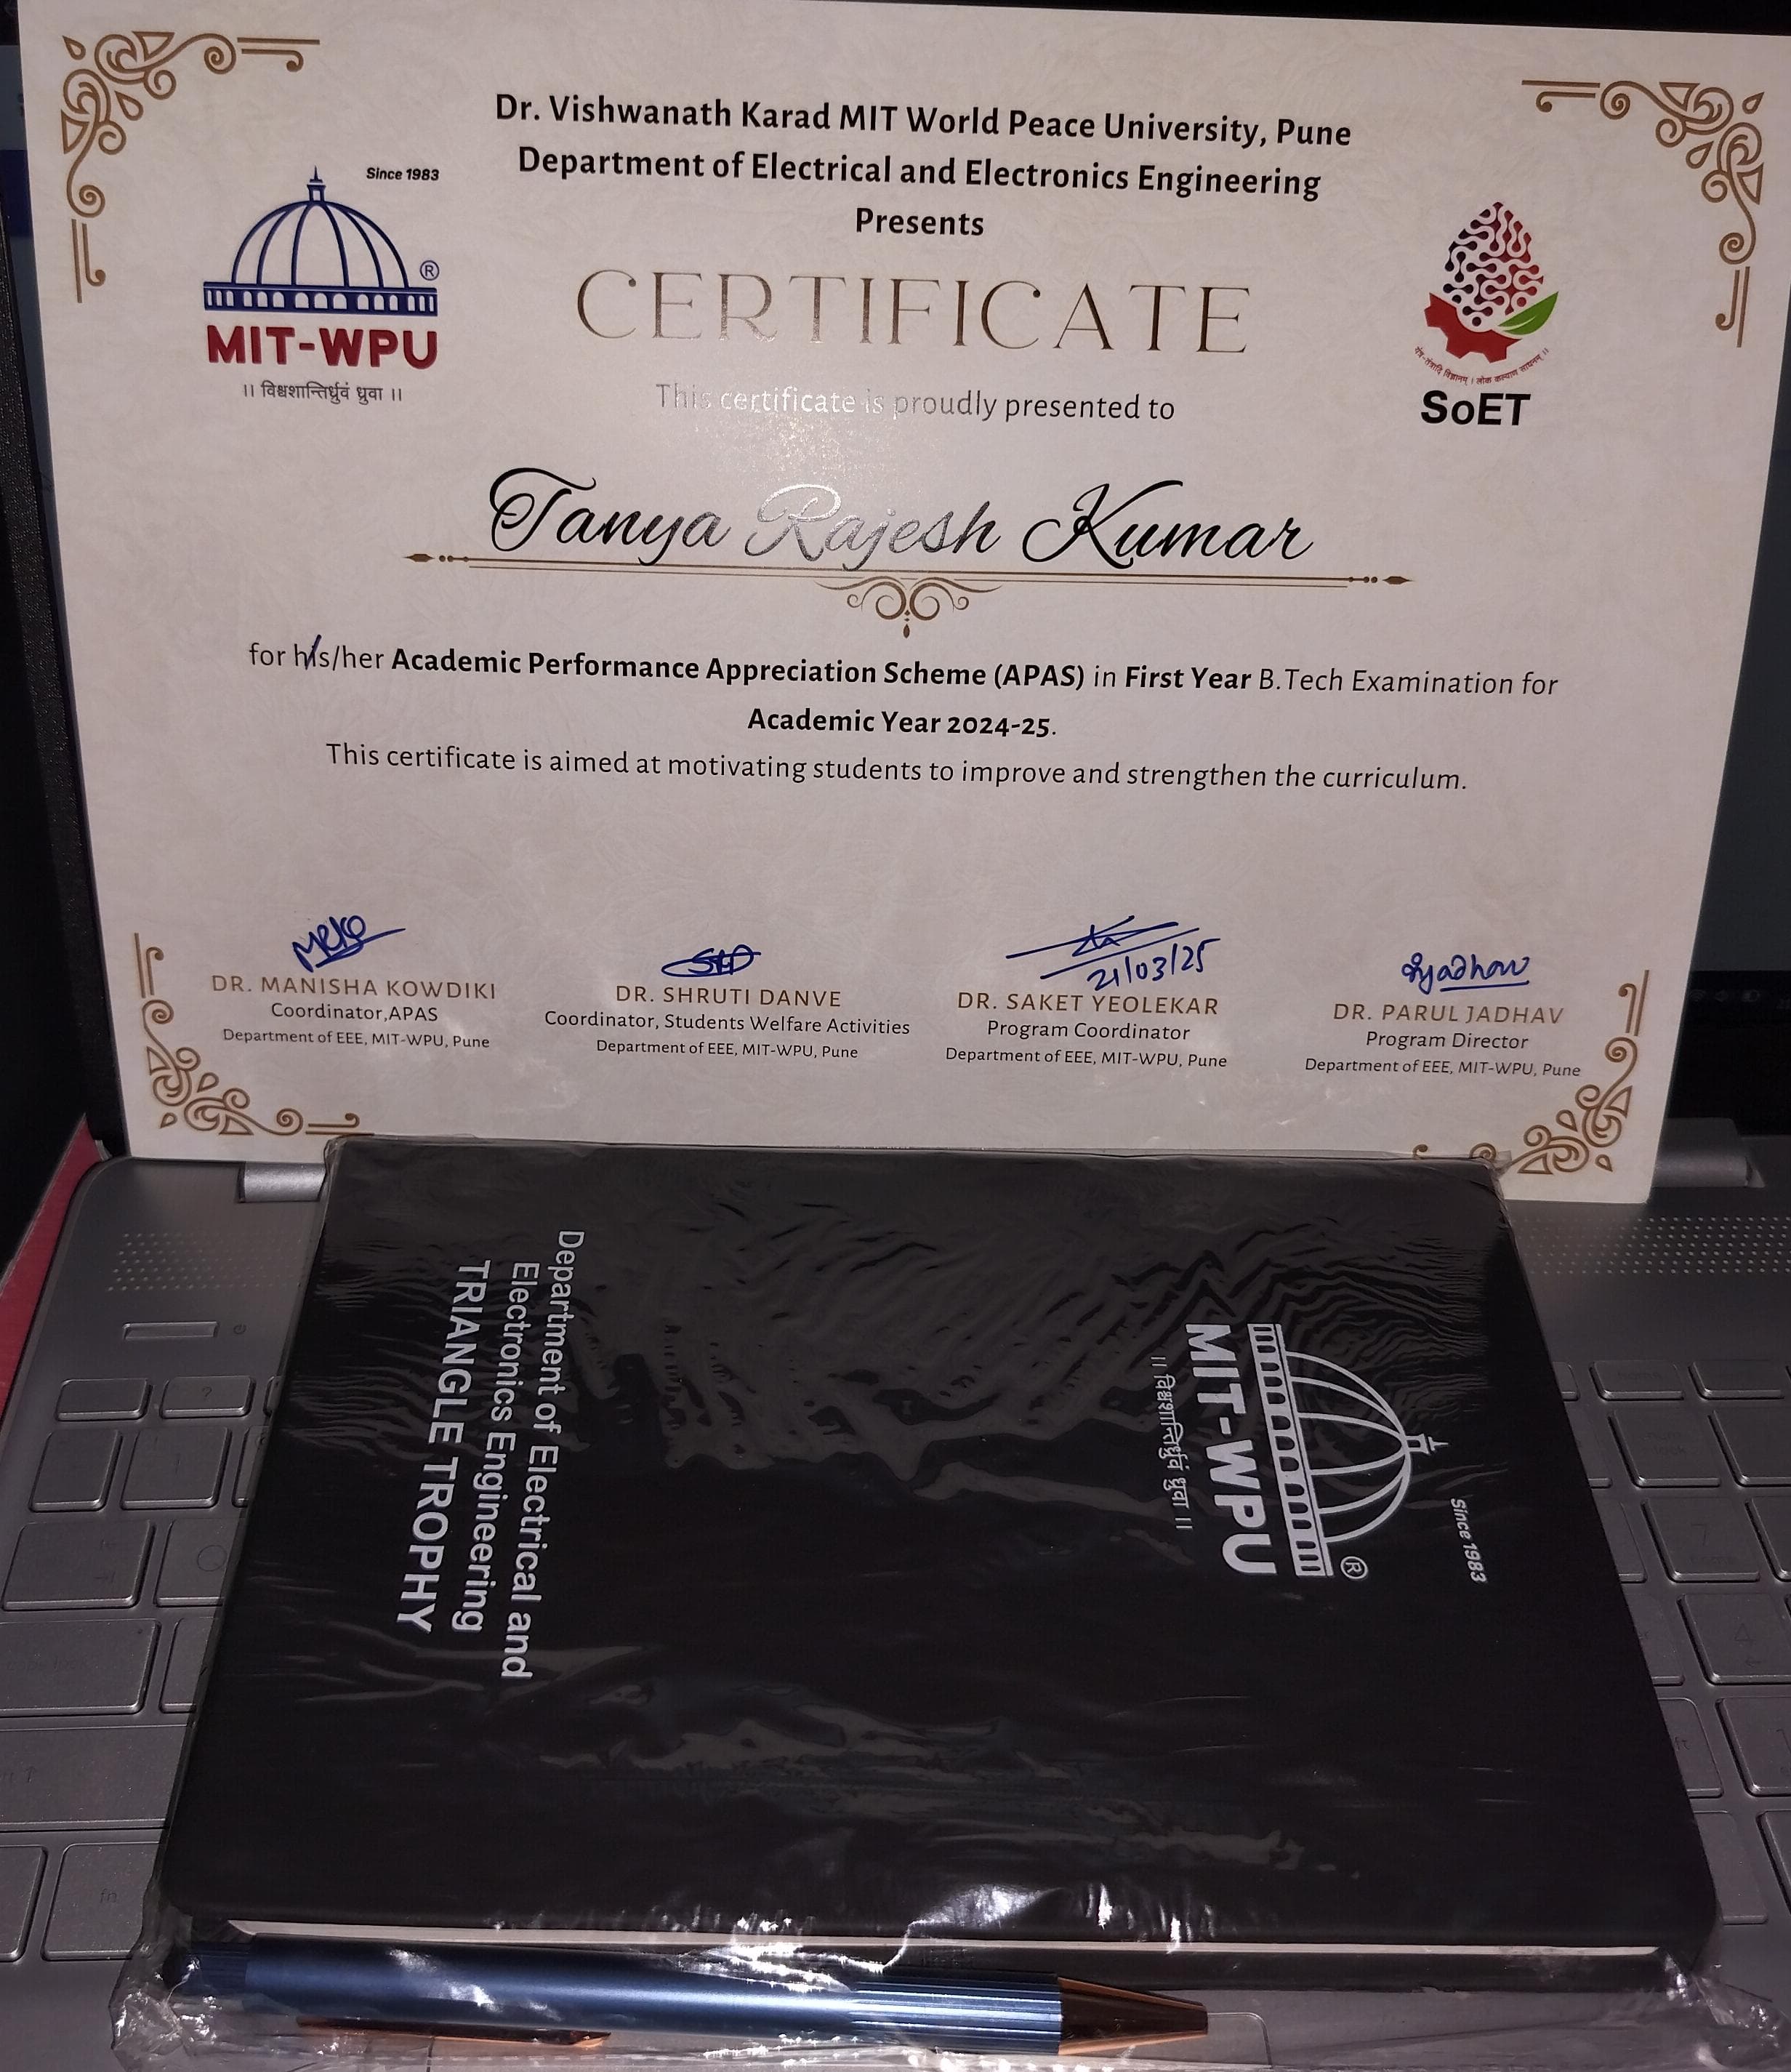 Dr. Vishwanath Karad MIT World Peace University, Pune
Department of Electrical and Electronics Engineering
Presents
Since 1983
®
MIT-WPU
।। विश्वशान्तिर्ध्रुवं ध्रुवा ।।
SoET
CERTIFICATE
This certificate is proudly presented to
Tanya Rajesh Kumar
for his/her Academic Performance Appreciation Scheme (APAS) in First Year B.Tech Examination for
Academic Year 2024-25.
This certificate is aimed at motivating students to improve and strengthen the curriculum.
21/03/25
DR. MANISHA KOWDIKI
Coordinator,APAS
Department of EEE, MIT-WPU, Pune
DR. SHRUTI DANVE
Coordinator, Students Welfare Activities
Department of EEE, MIT-WPU, Pune
DR. SAKET YEOLEKAR
Program Coordinator
Department of EEE, MIT-WPU, Pune
DR. PARUL JADHAV
Program Director
Department of EEE, MIT-WPU, Pune
Since 1983
®
MIT-WPU
।। विश्वशान्तिर्ध्रुवं ध्रुवा ।।
Department of Electrical and
Electronics Engineering
TRIANGLE TROPHY